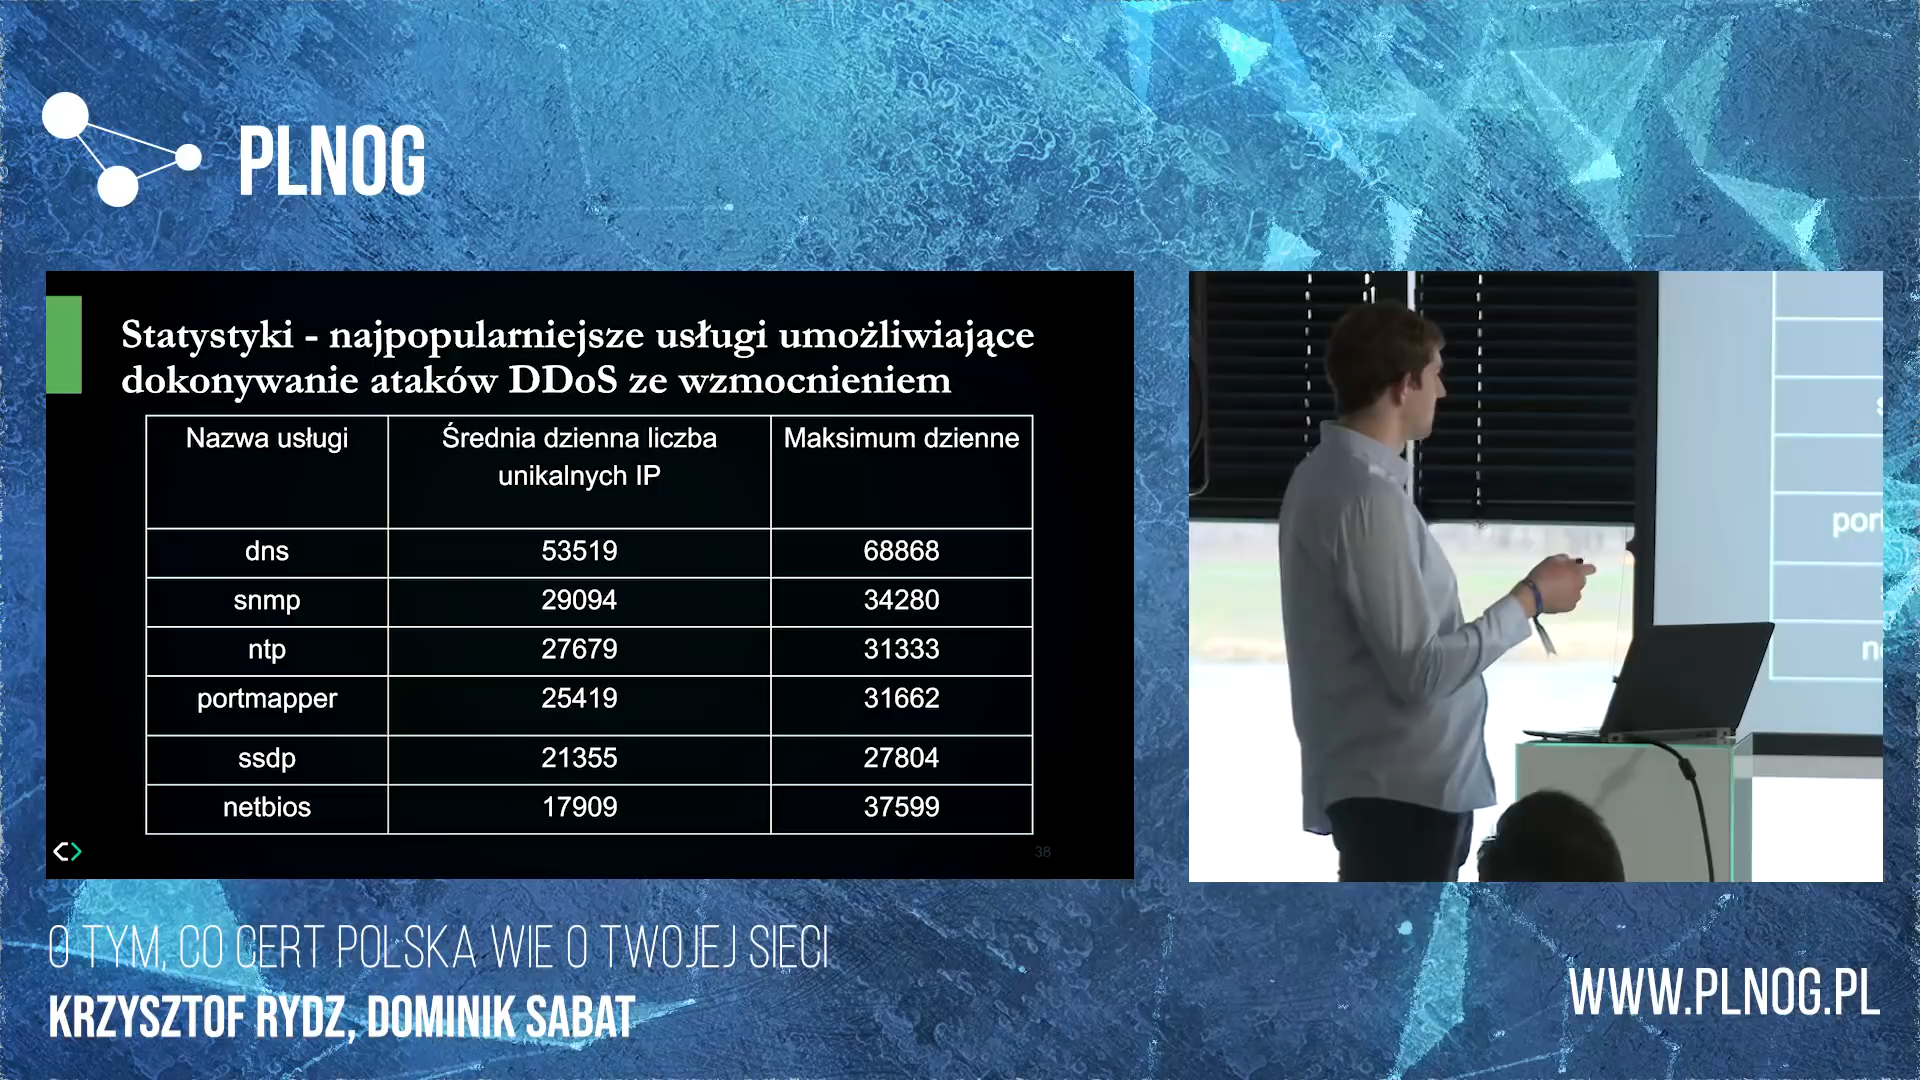 PLNOG
Statystyki - najpopularniejsze usługi umożliwiające
dokonywanie ataków DDoS ze wzmocnieniem
Nazwa usługi Średnia dzienna liczba unikalnych IP Maksimum dzienne
dns 53519 68868
snmp 29094 34280
ntp 27679 31333
portmapper 25419 31662
ssdp 21355 27804
netbios 17909 37599
38
O TYM, CO CERT POLSKA WIE O TWOJEJ SIECI
KRZYSZTOF RYDZ, DOMINIK SABAT
WWW.PLNOG.PL